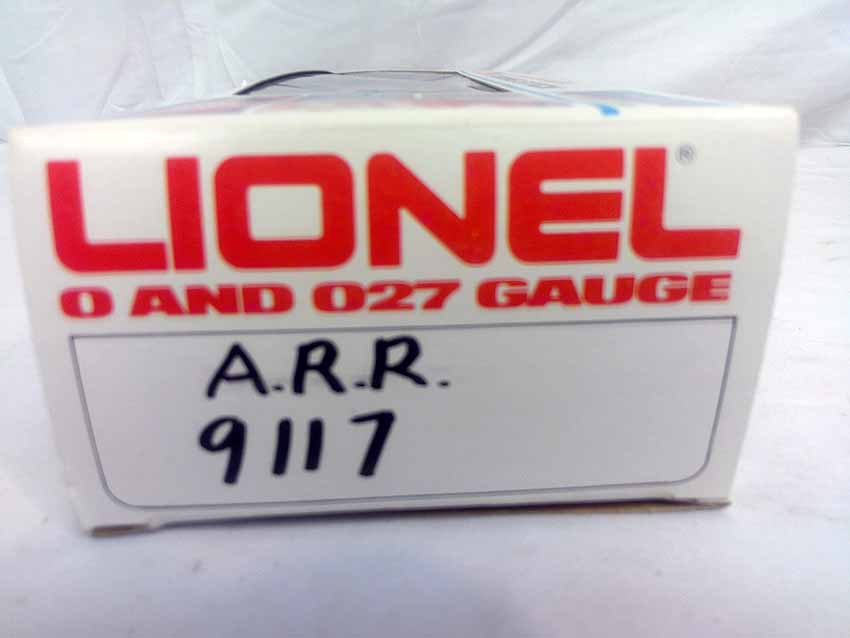 LIONEL®
O AND O27 GAUGE
A.R.R.
9117